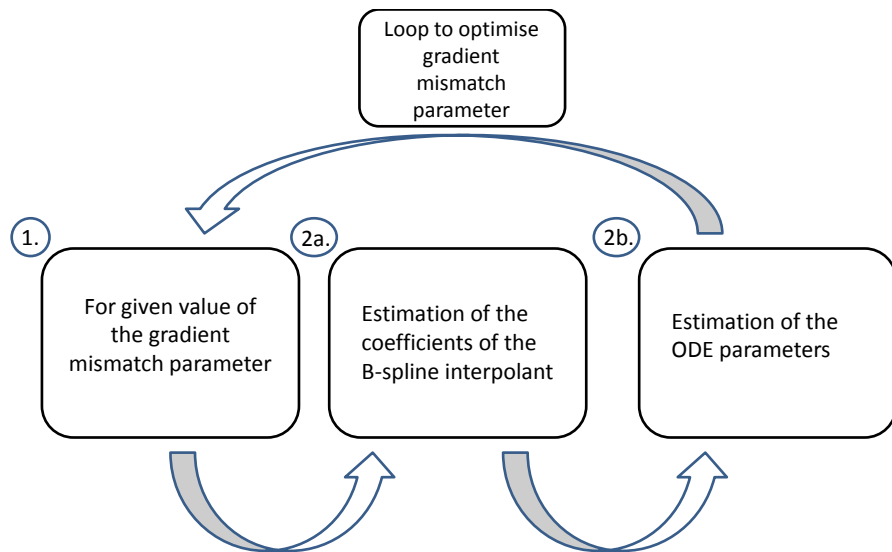 Loop to optimise
gradient
mismatch
parameter
1.
For given value of
the gradient
mismatch parameter
2a.
Estimation of the
coefficients of the
B-spline interpolant
2b.
Estimation of the
ODE parameters